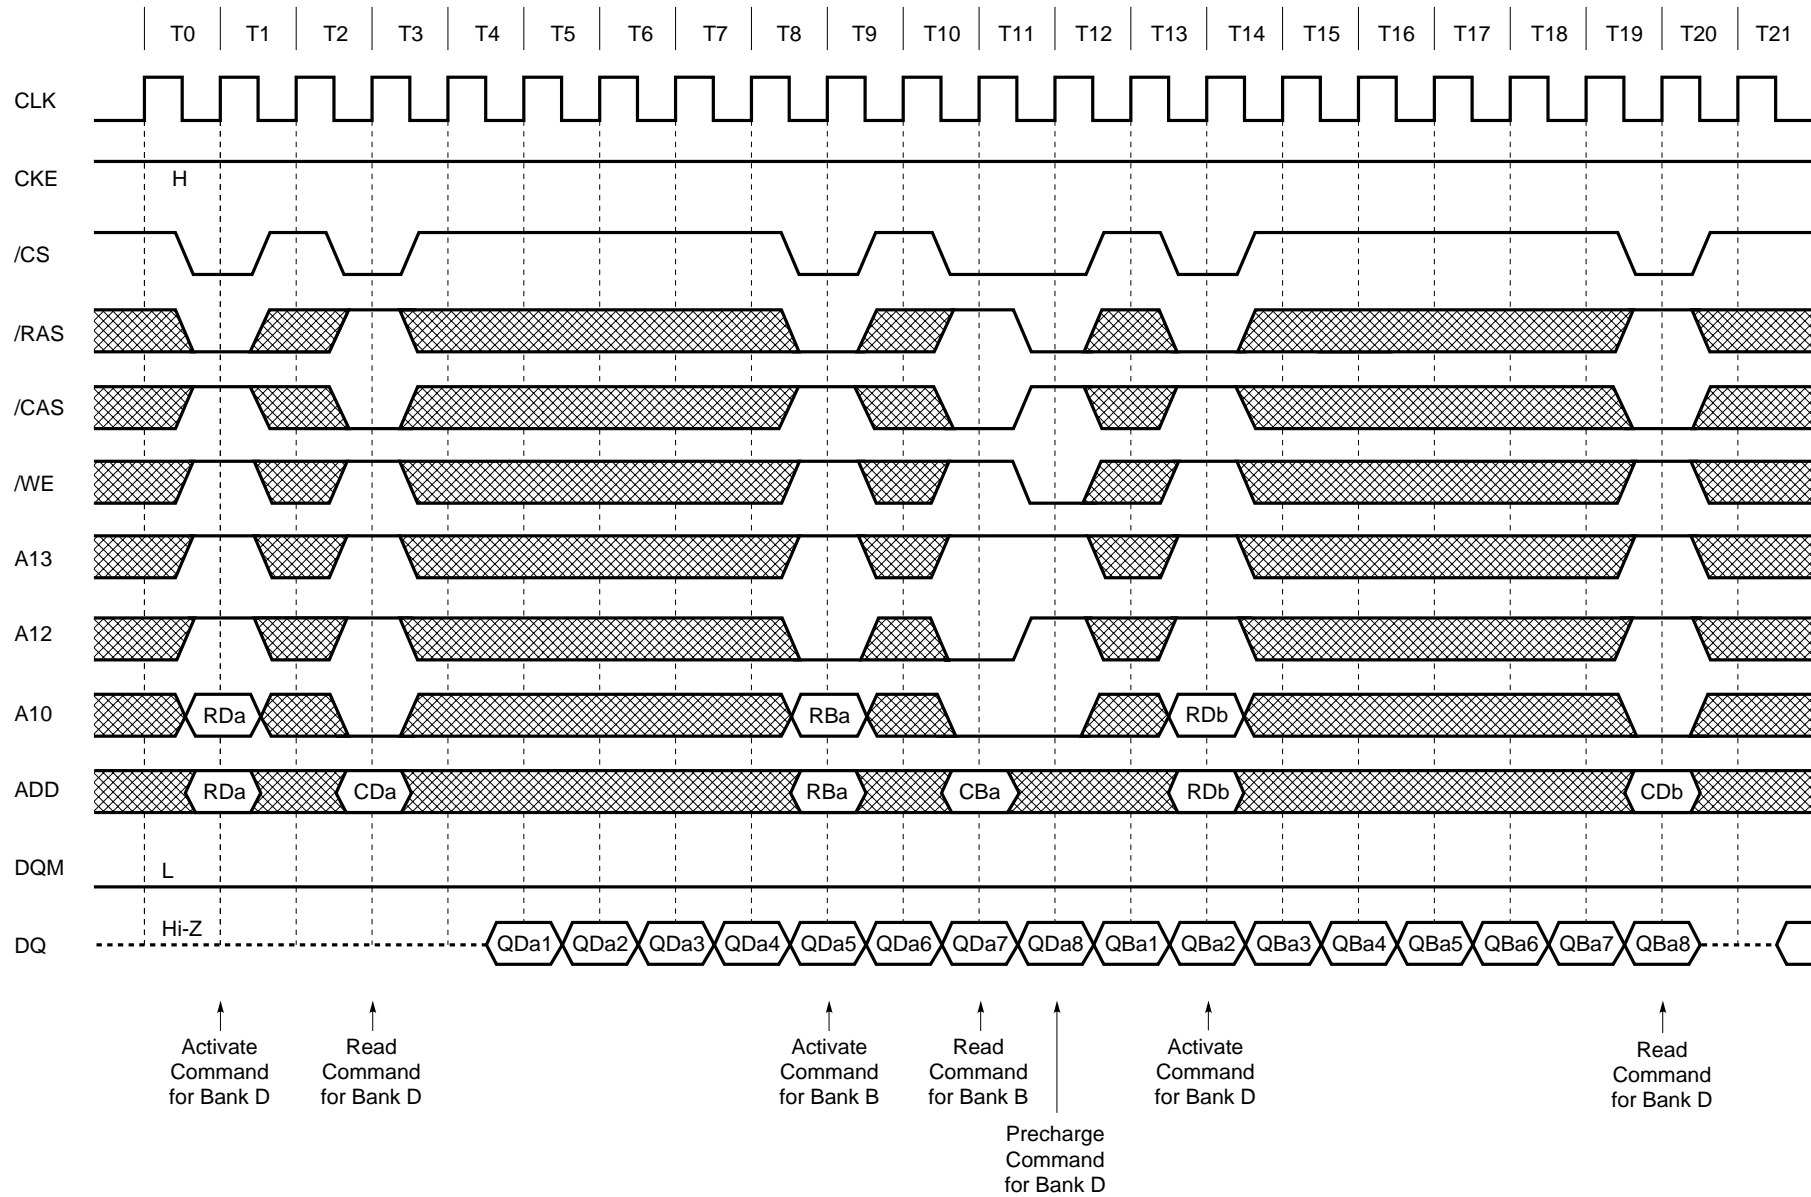 T0 T1 T2 T3 T4 T5 T6 T7 T8 T9 T10 T11 T12 T13 T14 T15 T16 T17 T18 T19 T20 T21
CLK
CKE
H
/CS
/RAS
/CAS
/WE
A13
A12
A10 RDa RBa RDb
ADD RDa CDa RBa CBa RDb CDb
DQM
L
Hi-Z
DQ QDa1 QDa2 QDa3 QDa4 QDa5 QDa6 QDa7 QDa8 QBa1 QBa2 QBa3 QBa4 QBa5 QBa6 QBa7 QBa8
Activate
Command
for Bank D
Read
Command
for Bank D
Activate
Command
for Bank B
Read
Command
for Bank B
Precharge
Command
for Bank D
Activate
Command
for Bank D
Read
Command
for Bank D